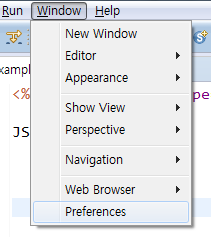 Run Window Help
New Window
Editor
Appearance
Show View
Perspective
Navigation
Web Browser
Preferences
xampl
<%
pe
JS